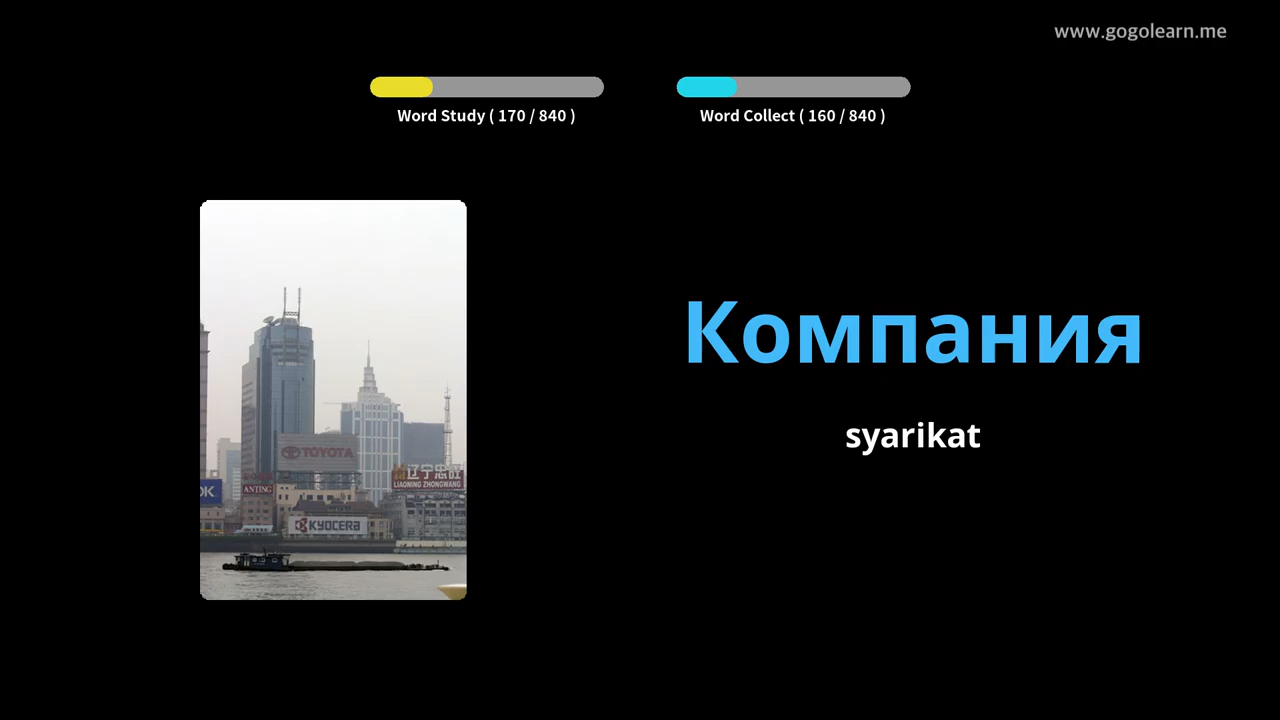 www.gogolearn.me
Word Study ( 170 / 840 )
Word Collect ( 160 / 840 )
Компания
syarikat
TOYOTA
辽宁忠旺
LIAONING ZHONGWANG
ANTING
KYOCERA